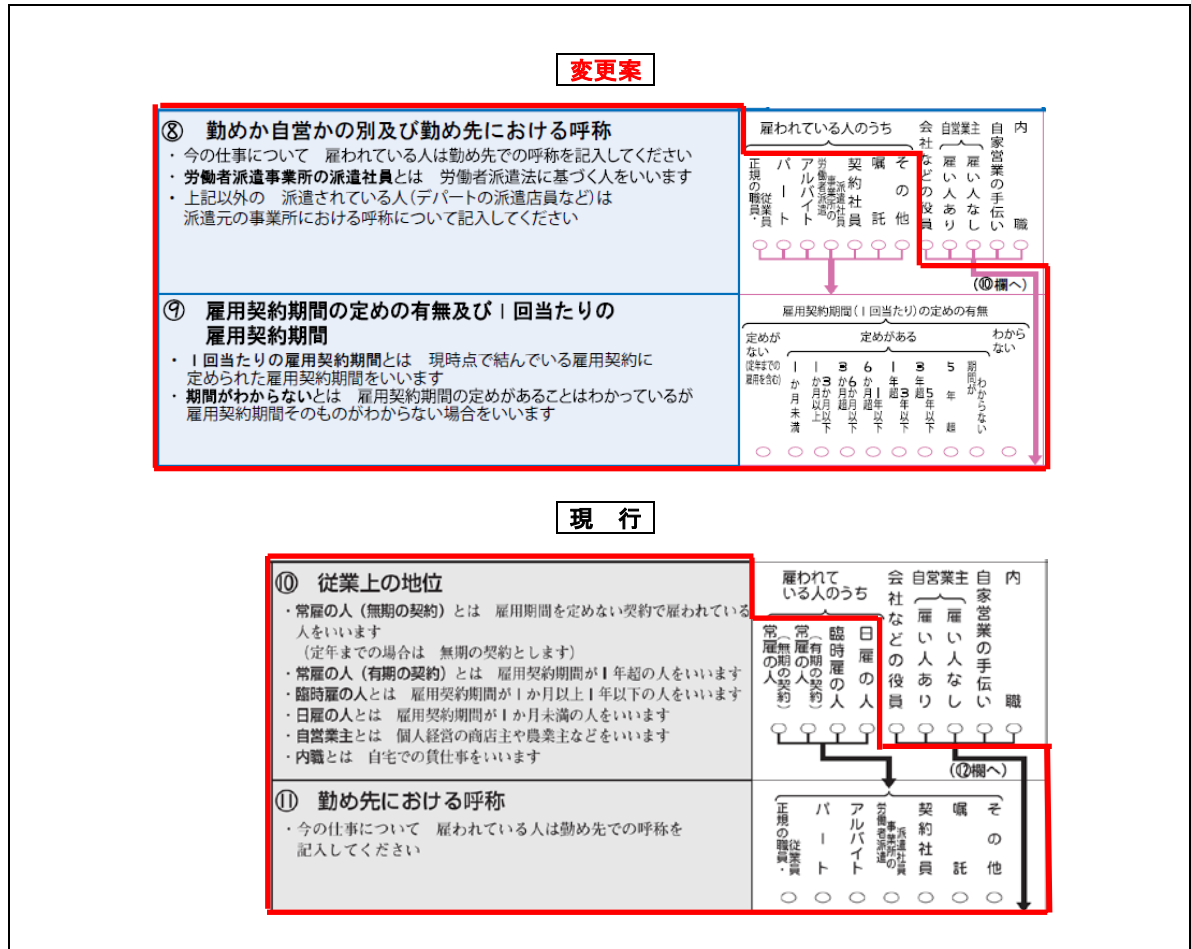 変更案
⑧ 勤めか自営かの別及び勤め先における呼称
・ 今の仕事について 雇われている人は勤め先での呼称を記入してください
・ 労働者派遣事業所の派遣社員とは 労働者派遣法に基づく人をいいます
・ 上記以外の 派遣されている人(デパートの派遣店員など)は
派遣元の事業所における呼称について記入してください
雇われている人のうち
正規の職員・従業員
パート
アルバイト
労働者派遣事業所の派遣社員
契約社員
嘱託
その他
会社などの役員
自営業主
雇い人あり
雇い人なし
自家営業の手伝い
内職
(⑩欄へ)
⑨ 雇用契約期間の定めの有無及び1回当たりの
雇用契約期間
・ 1回当たりの雇用契約期間とは 現時点で結んでいる雇用契約に
定められた雇用契約期間をいいます
・ 期間がわからないとは 雇用契約期間の定めがあることはわかっているが
雇用契約期間そのものがわからない場合をいいます
雇用契約期間(1回当たり)の定めの有無
定めがない
(定年までの雇用を含む)
定めがある
1か月未満
1か月以上3か月以下
3か月超6か月以下
6か月超1年以下
1年超3年以下
3年超5年以下
5年超
期間がわからない
わからない
現 行
⑩ 従業上の地位
・常雇の人(無期の契約)とは 雇用期間を定めない契約で雇われている
人をいいます
(定年までの場合は 無期の契約とします)
・常雇の人(有期の契約)とは 雇用契約期間が1年超の人をいいます
・臨時雇の人とは 雇用契約期間が1か月以上1年以下の人をいいます
・日雇の人とは 雇用契約期間が1か月未満の人をいいます
・自営業主とは 個人経営の商店主や農業主などをいいます
・内職とは 自宅での賃仕事をいいます
雇われて
いる人のうち
常雇の人(無期の契約)
常雇の人(有期の契約)
臨時雇の人
日雇の人
会社などの役員
自営業主
雇い人あり
雇い人なし
自家営業の手伝い
内職
(⑫欄へ)
⑪ 勤め先における呼称
・今の仕事について 雇われている人は勤め先での呼称を
記入してください
正規の職員・従業員
パート
アルバイト
労働者派遣事業所の派遣社員
契約社員
嘱託
その他